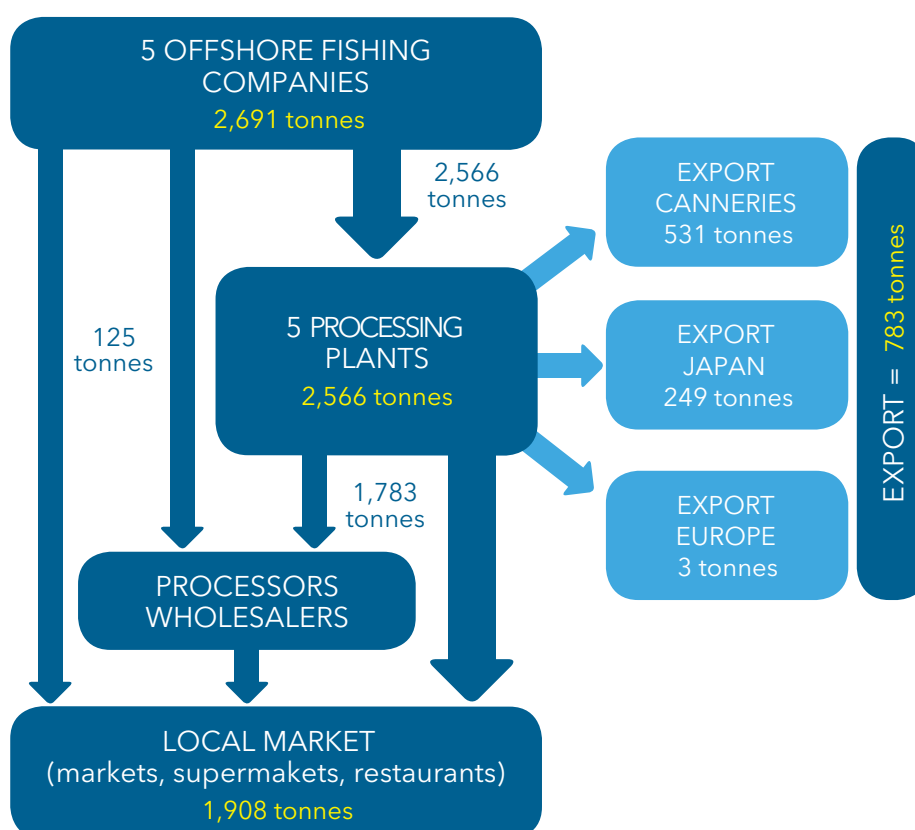 5 OFFSHORE FISHING
COMPANIES
2,691 tonnes
2,566
tonnes
125
tonnes
5 PROCESSING
PLANTS
2,566 tonnes
EXPORT
CANNERIES
531 tonnes
EXPORT
JAPAN
249 tonnes
EXPORT
EUROPE
3 tonnes
EXPORT = 783 tonnes
1,783
tonnes
PROCESSORS
WHOLESALERS
LOCAL MARKET
(markets, supermakets, restaurants)
1,908 tonnes